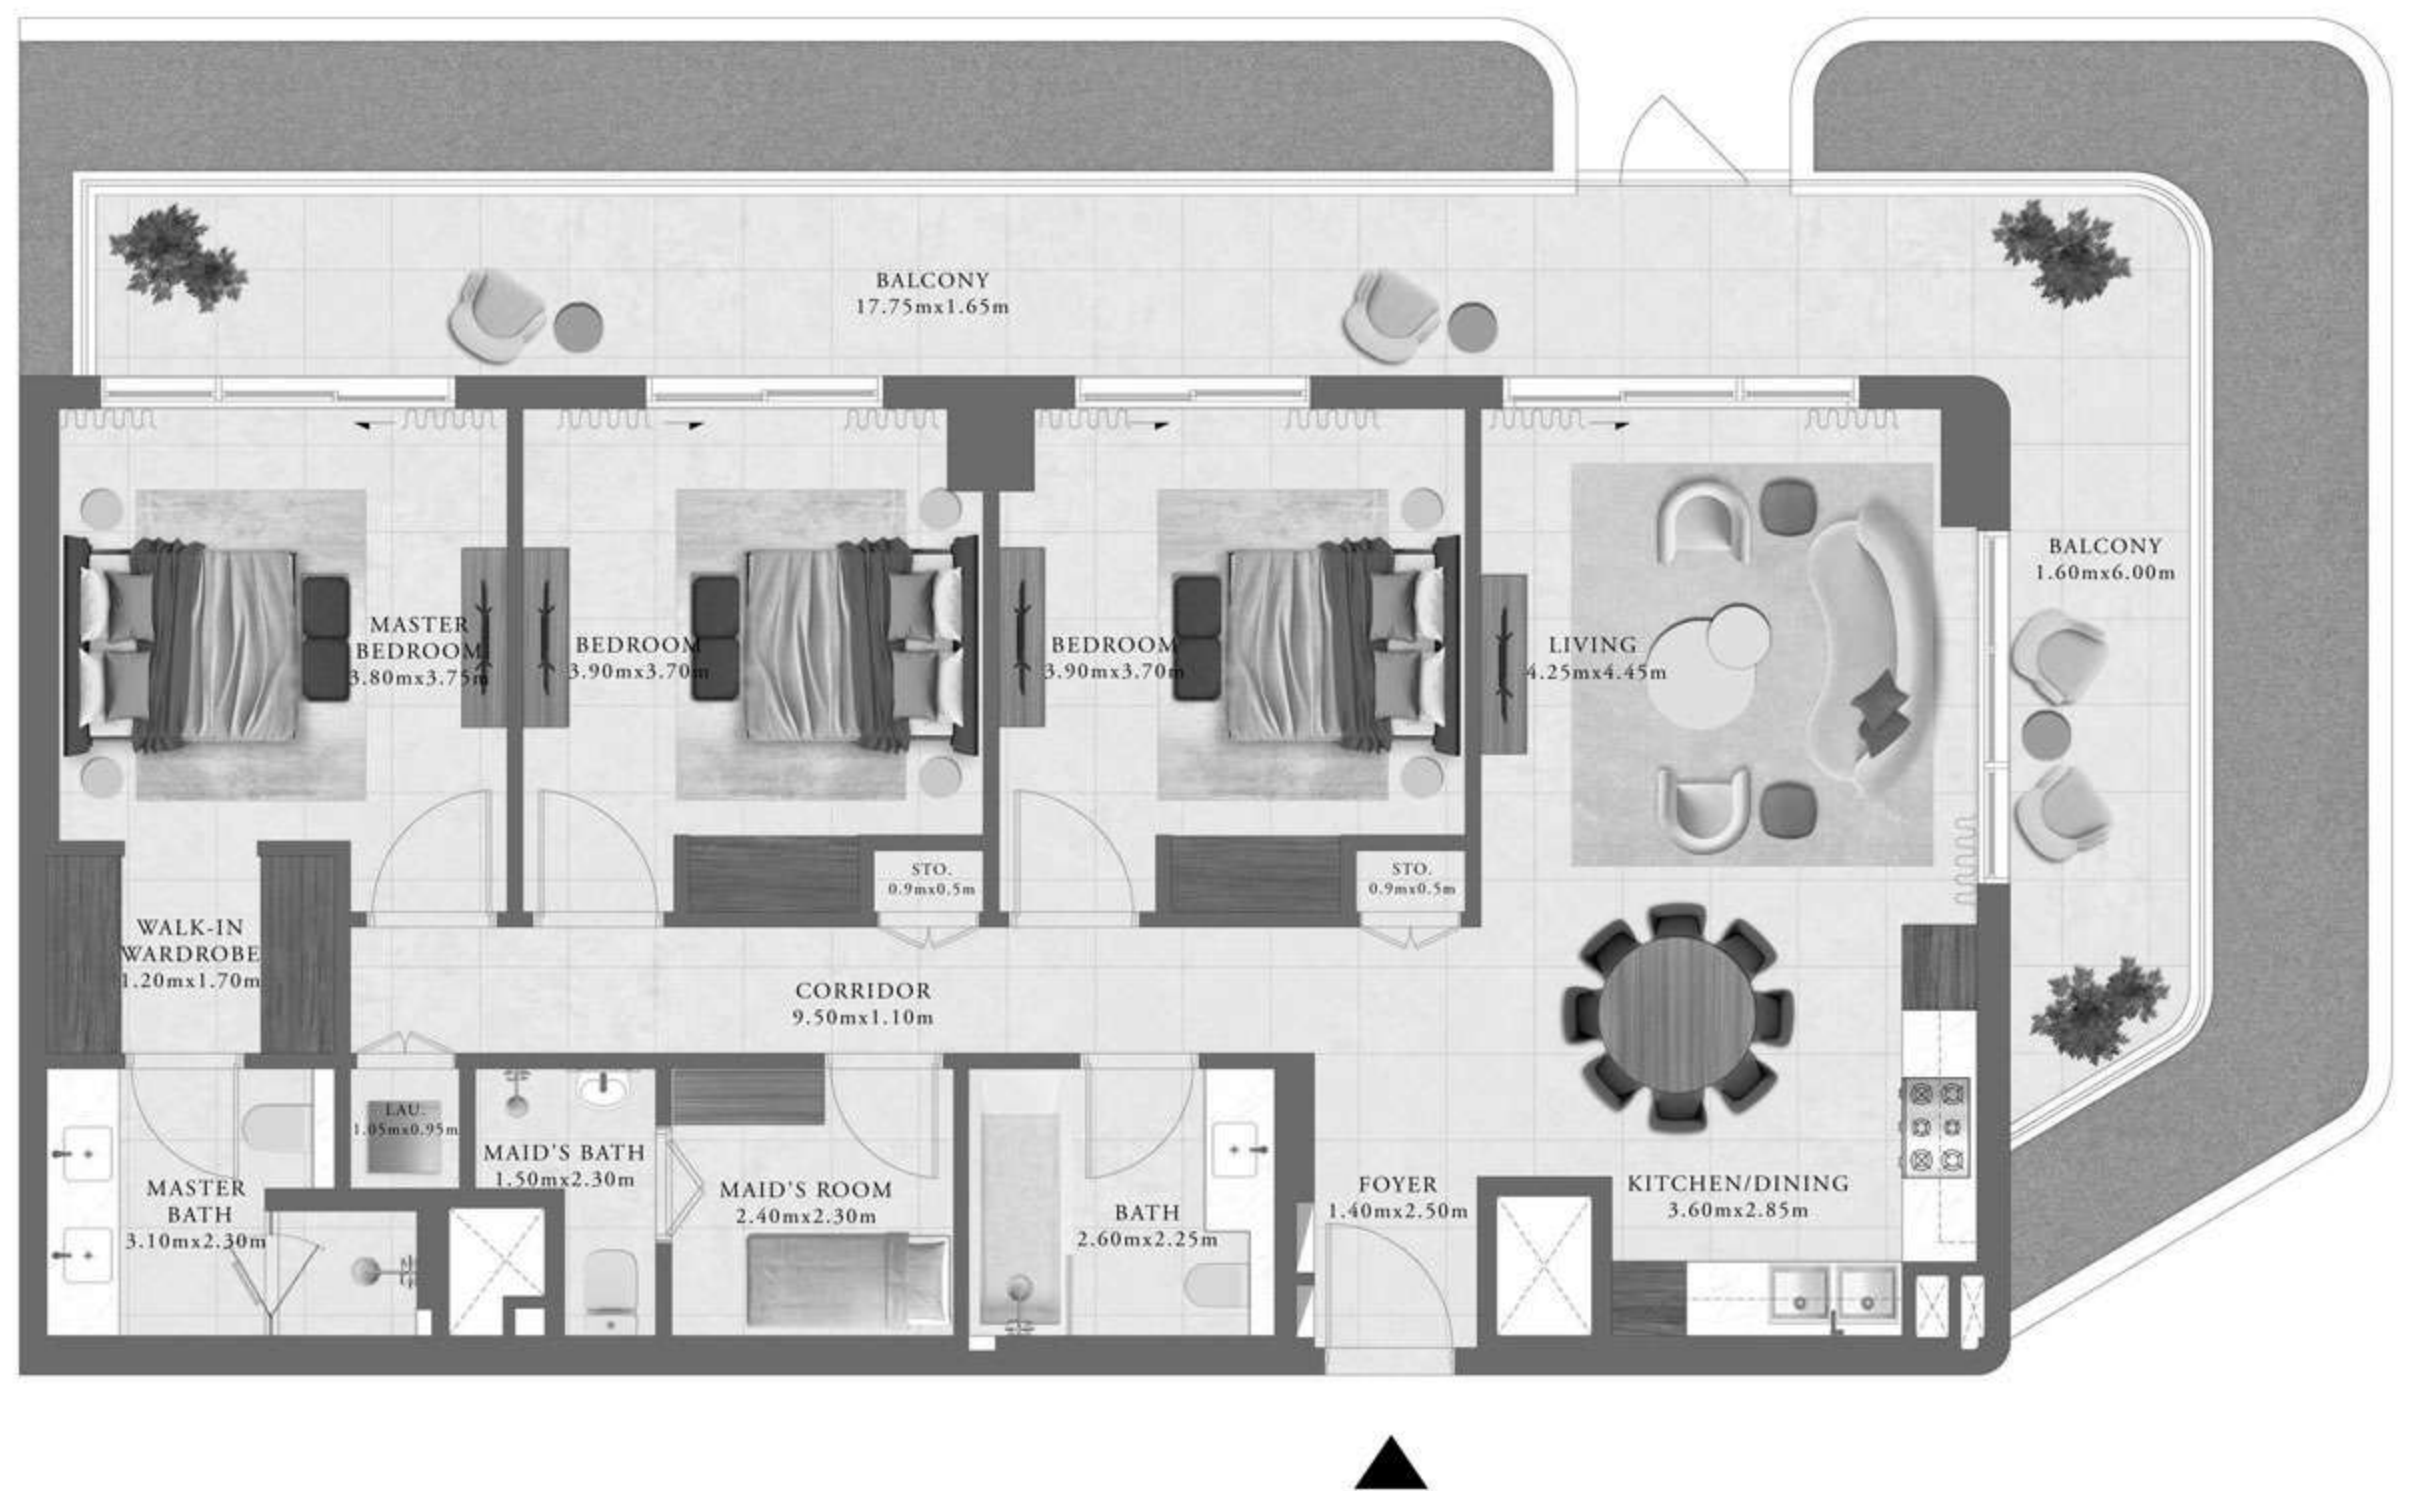 BALCONY
17.75mx1.65m
BALCONY
1.60mx6.00m
MASTER
BEDROOM
3.80mx3.75m
BEDROOM
3.90mx3.70m
BEDROOM
3.90mx3.70m
LIVING
4.25mx4.45m
STO.
0.9mx0.5m
STO.
0.9mx0.5m
WALK-IN
WARDROBE
1.20mx1.70m
CORRIDOR
9.50mx1.10m
LAU.
1.05mx0.95m
MAID'S BATH
1.50mx2.30m
MASTER
BATH
3.10mx2.30m
MAID'S ROOM
2.40mx2.30m
BATH
2.60mx2.25m
FOYER
1.40mx2.50m
KITCHEN/DINING
3.60mx2.85m